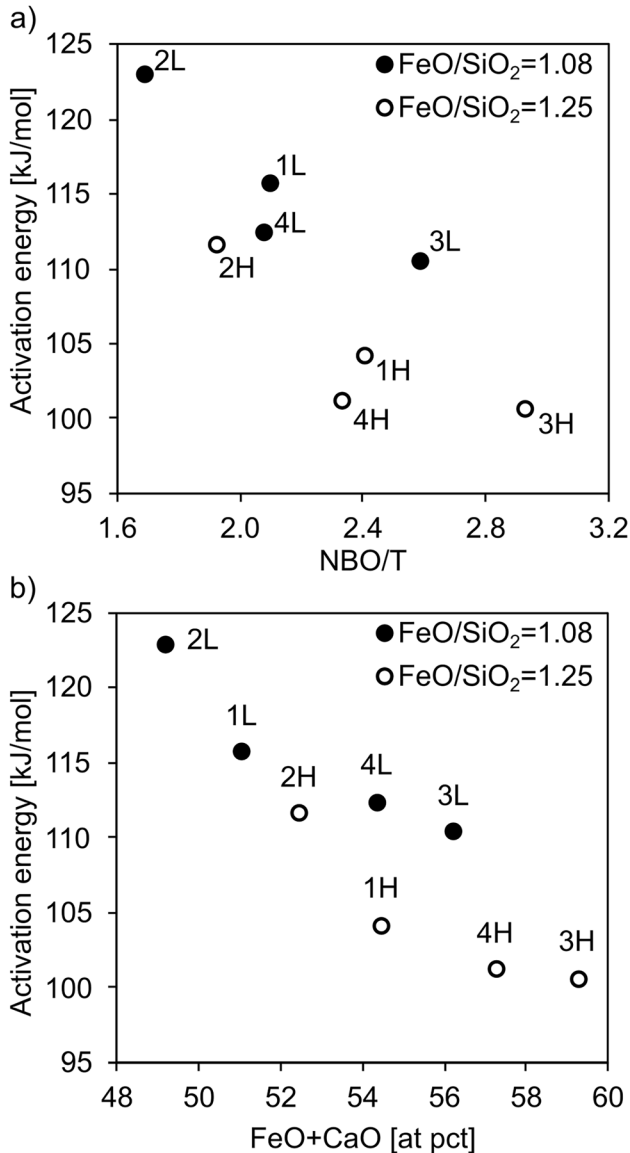 a)
125
120
115
110
105
100
95
Activation energy [kJ/mol]
FeO/SiO₂=1.08
FeO/SiO₂=1.25
2L
1L
4L
2H
3L
1H
4H
3H
1.6
2.0
2.4
2.8
3.2
NBO/T
b)
125
120
115
110
105
100
95
Activation energy [kJ/mol]
FeO/SiO₂=1.08
FeO/SiO₂=1.25
2L
1L
2H
4L
3L
1H
4H
3H
48
50
52
54
56
58
60
FeO+CaO [at pct]